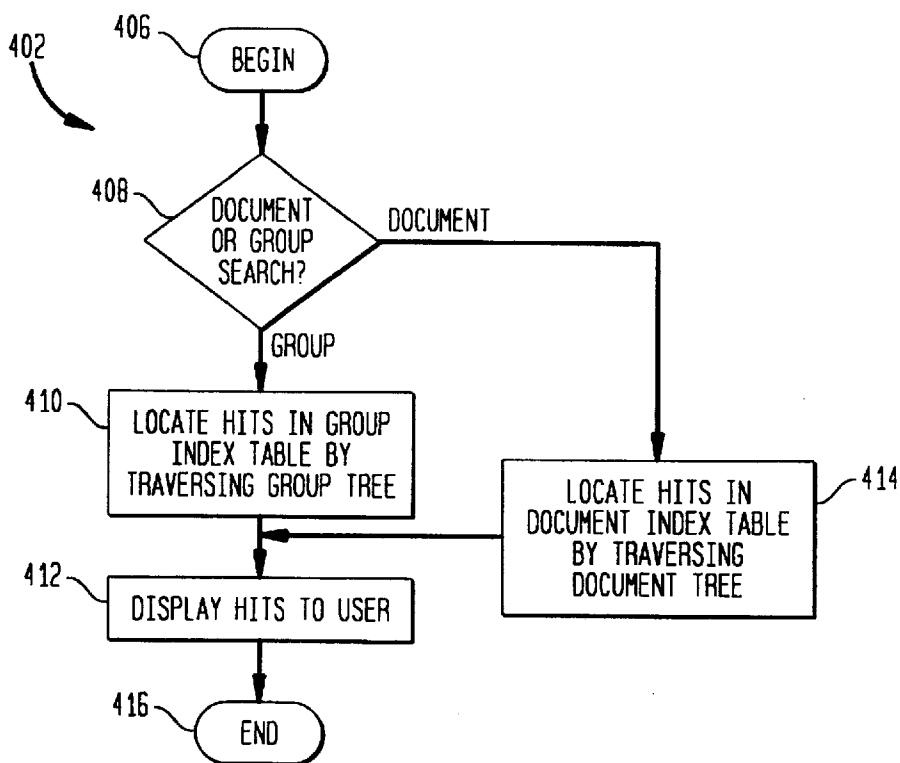 402
406
BEGIN
408
DOCUMENT
OR GROUP
SEARCH?
DOCUMENT
GROUP
410
LOCATE HITS IN GROUP
INDEX TABLE BY
TRAVERSING GROUP TREE
414
LOCATE HITS IN
DOCUMENT INDEX TABLE
BY TRAVERSING
DOCUMENT TREE
412
DISPLAY HITS TO USER
416
END